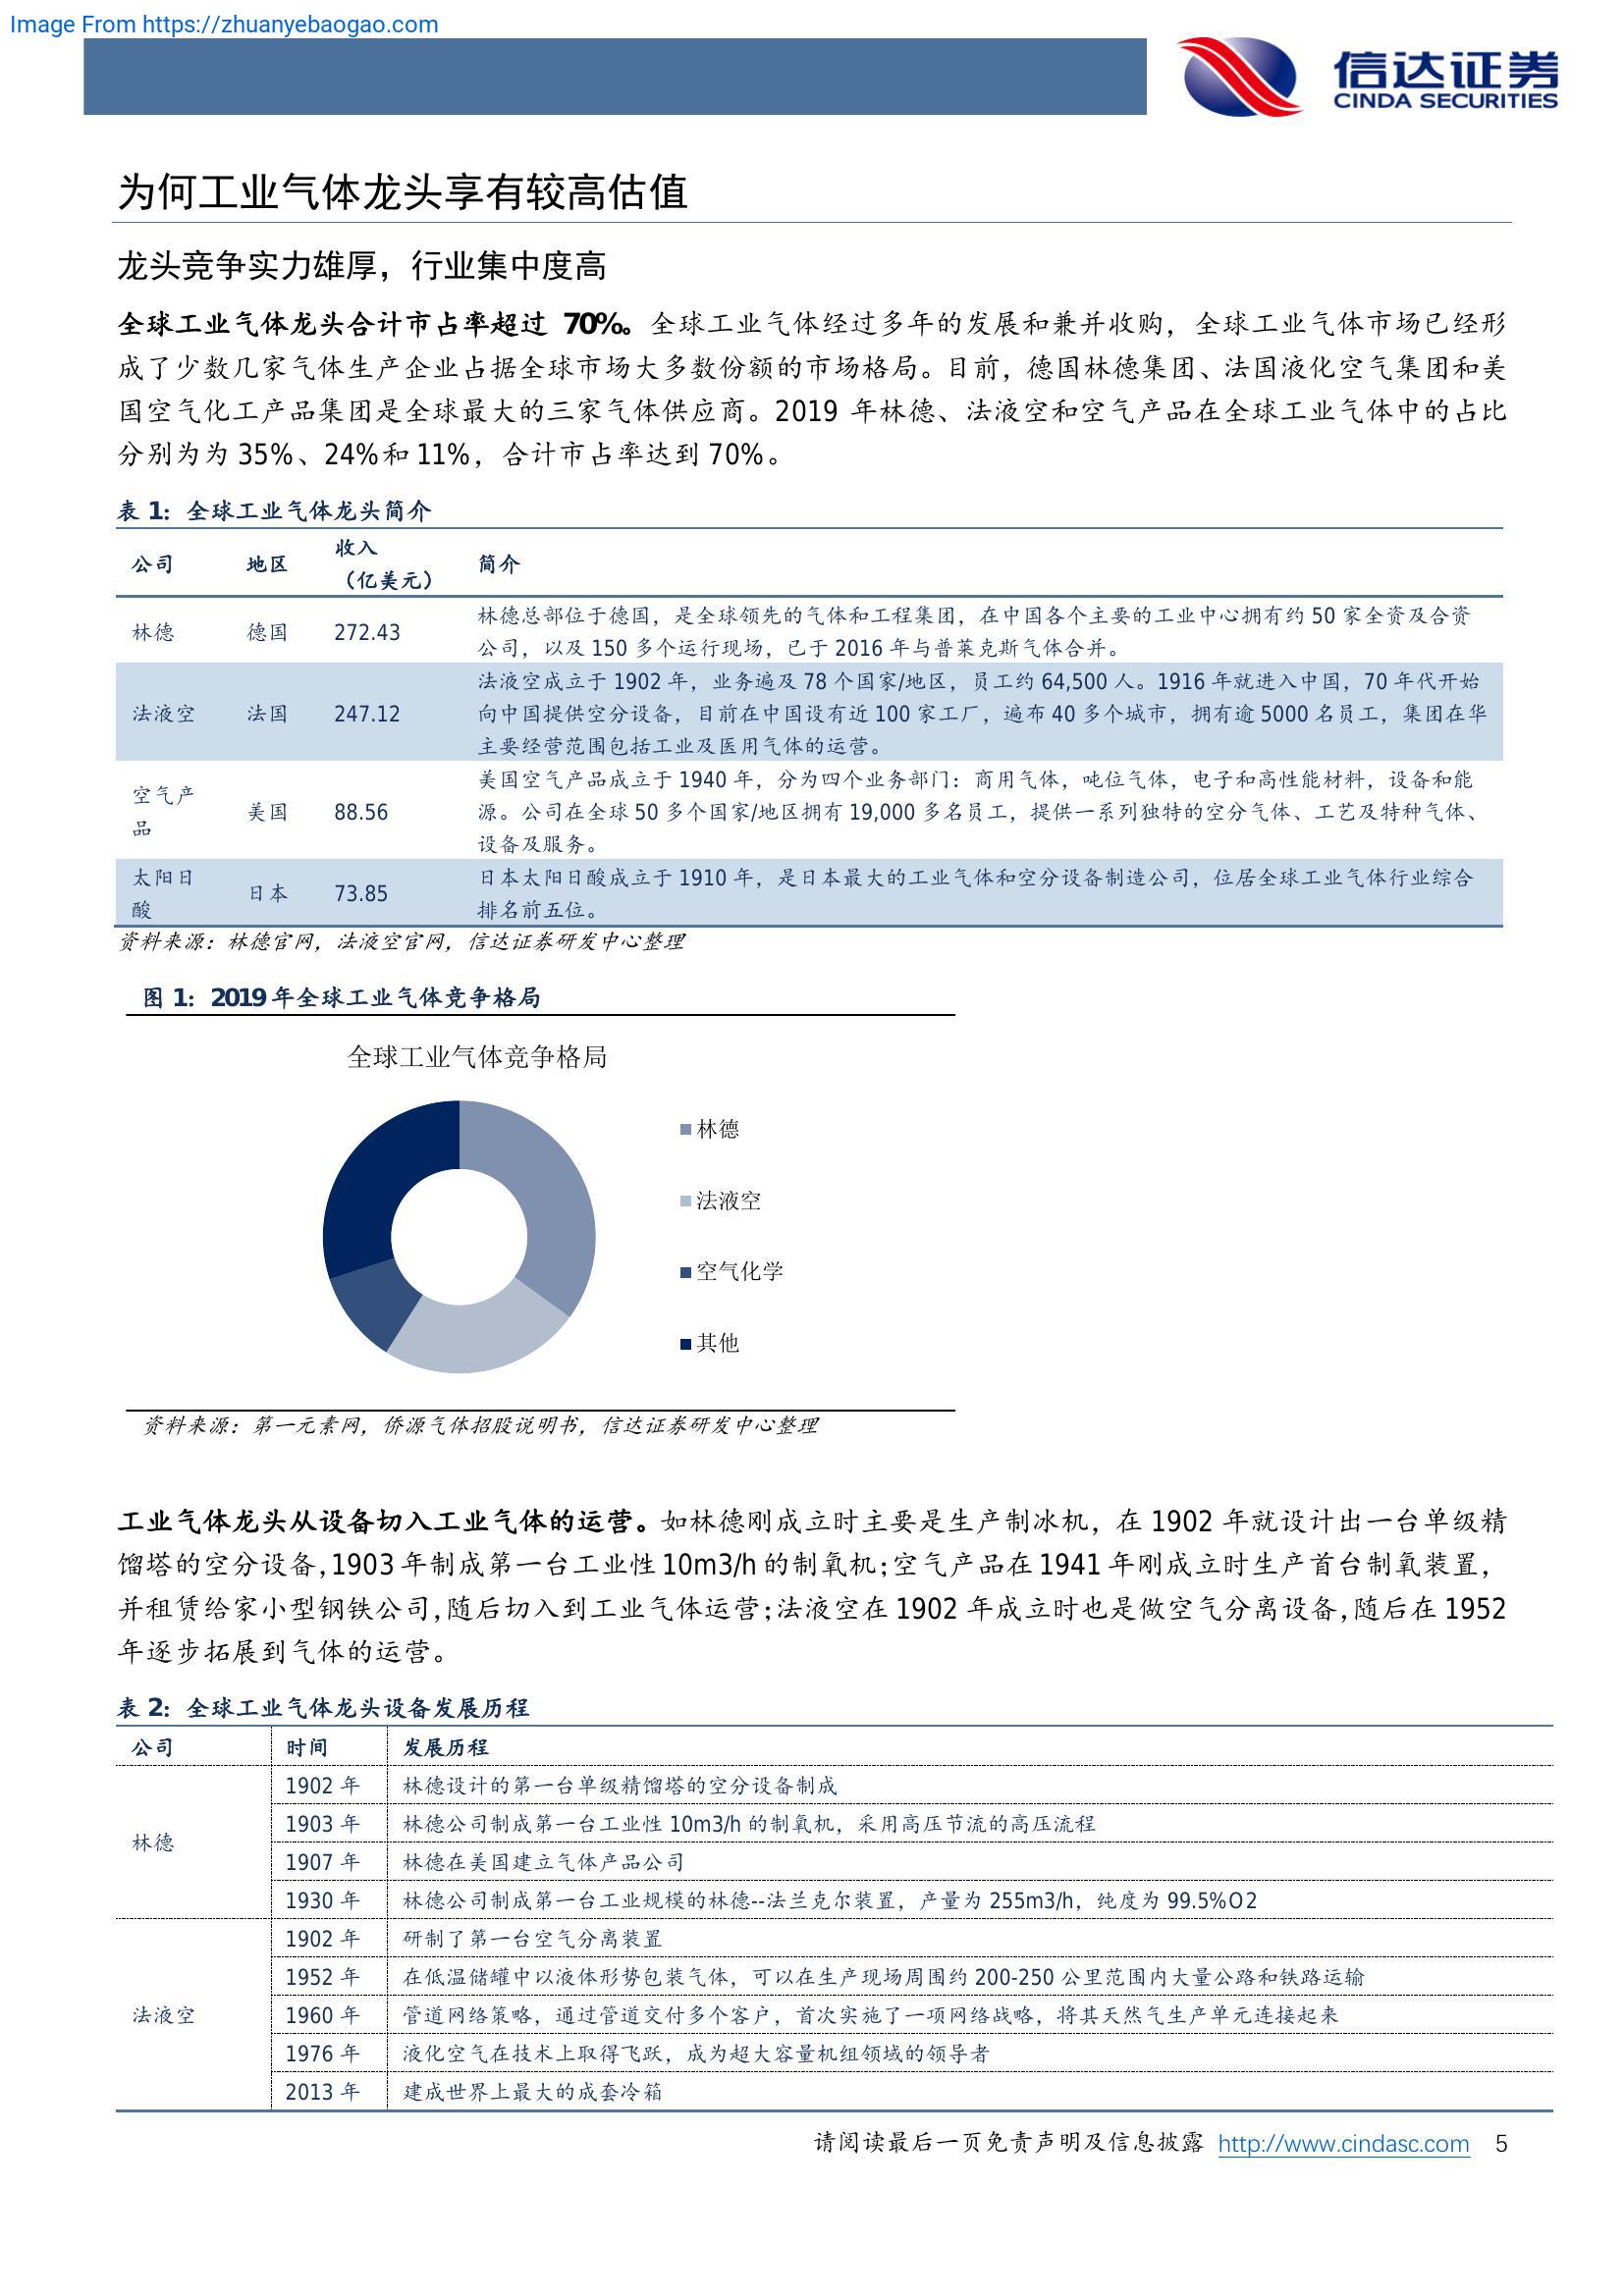 Image From https://zhuanyebaogao.com
信达证券
CINDA SECURITIES
为何工业气体龙头享有较高估值
龙头竞争实力雄厚，行业集中度高
全球工业气体龙头合计市占率超过 70%。全球工业气体经过多年的发展和兼并收购，全球工业气体市场已经形
成了少数几家气体生产企业占据全球市场大多数份额的市场格局。目前，德国林德集团、法国液化空气集团和美
国空气化工产品集团是全球最大的三家气体供应商。2019 年林德、法液空和空气产品在全球工业气体中的占比
分别为为 35%、24%和 11%，合计市占率达到 70%。
表 1：全球工业气体龙头简介
公司 地区 收入（亿美元） 简介
林德 德国 272.43 林德总部位于德国，是全球领先的气体和工程集团，在中国各个主要的工业中心拥有约 50 家全资及合资
公司，以及 150 多个运行现场，已于 2016 年与普莱克斯气体合并。
法液空成立于 1902 年，业务遍及 78 个国家/地区，员工约 64,500 人。1916 年就进入中国，70 年代开始
法液空 法国 247.12 向中国提供空分设备，目前在中国设有近 100 家工厂，遍布 40 多个城市，拥有逾 5000 名员工，集团在华
主要经营范围包括工业及医用气体的运营。
美国空气产品成立于 1940 年，分为四个业务部门：商用气体，吨位气体，电子和高性能材料，设备和能
空气产品 美国 88.56 源。公司在全球 50 多个国家/地区拥有 19,000 多名员工，提供一系列独特的空分气体、工艺及特种气体、
设备及服务。
太阳日酸 日本 73.85 日本太阳日酸成立于 1910 年，是日本最大的工业气体和空分设备制造公司，位居全球工业气体行业综合
排名前五位。
资料来源：林德官网，法液空官网，信达证券研发中心整理
图 1：2019 年全球工业气体竞争格局
全球工业气体竞争格局
林德
法液空
空气化学
其他
资料来源：第一元素网，侨源气体招股说明书，信达证券研发中心整理
工业气体龙头从设备切入工业气体的运营。如林德刚成立时主要是生产制冰机，在 1902 年就设计出一台单级精
馏塔的空分设备,1903 年制成第一台工业性 10m3/h 的制氧机;空气产品在 1941 年刚成立时生产首台制氧装置，
并租赁给家小型钢铁公司,随后切入到工业气体运营;法液空在 1902 年成立时也是做空气分离设备,随后在 1952
年逐步拓展到气体的运营。
表 2：全球工业气体龙头设备发展历程
公司 时间 发展历程
林德
1902 年 林德设计的第一台单级精馏塔的空分设备制成
1903 年 林德公司制成第一台工业性 10m3/h 的制氧机，采用高压节流的高压流程
1907 年 林德在美国建立气体产品公司
1930 年 林德公司制成第一台工业规模的林德--法兰克尔装置，产量为 255m3/h，纯度为 99.5%O2
法液空
1902 年 研制了第一台空气分离装置
1952 年 在低温储罐中以液体形势包装气体，可以在生产现场周围约 200-250 公里范围内大量公路和铁路运输
1960 年 管道网络策略，通过管道交付多个客户，首次实施了一项网络战略，将其天然气生产单元连接起来
1976 年 液化空气在技术上取得飞跃，成为超大容量机组领域的领导者
2013 年 建成世界上最大的成套冷箱
请阅读最后一页免责声明及信息披露 http://www.cindasc.com 5